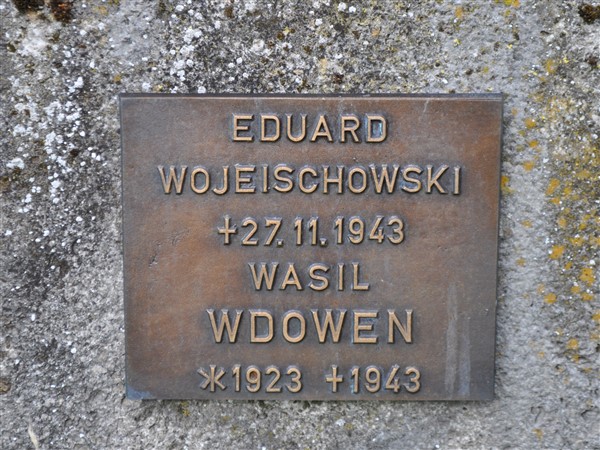 EDUARD
WOJEISCHOWSKI
✝27.11.1943
WASIL
WDOWEN
*1923 ✝1943